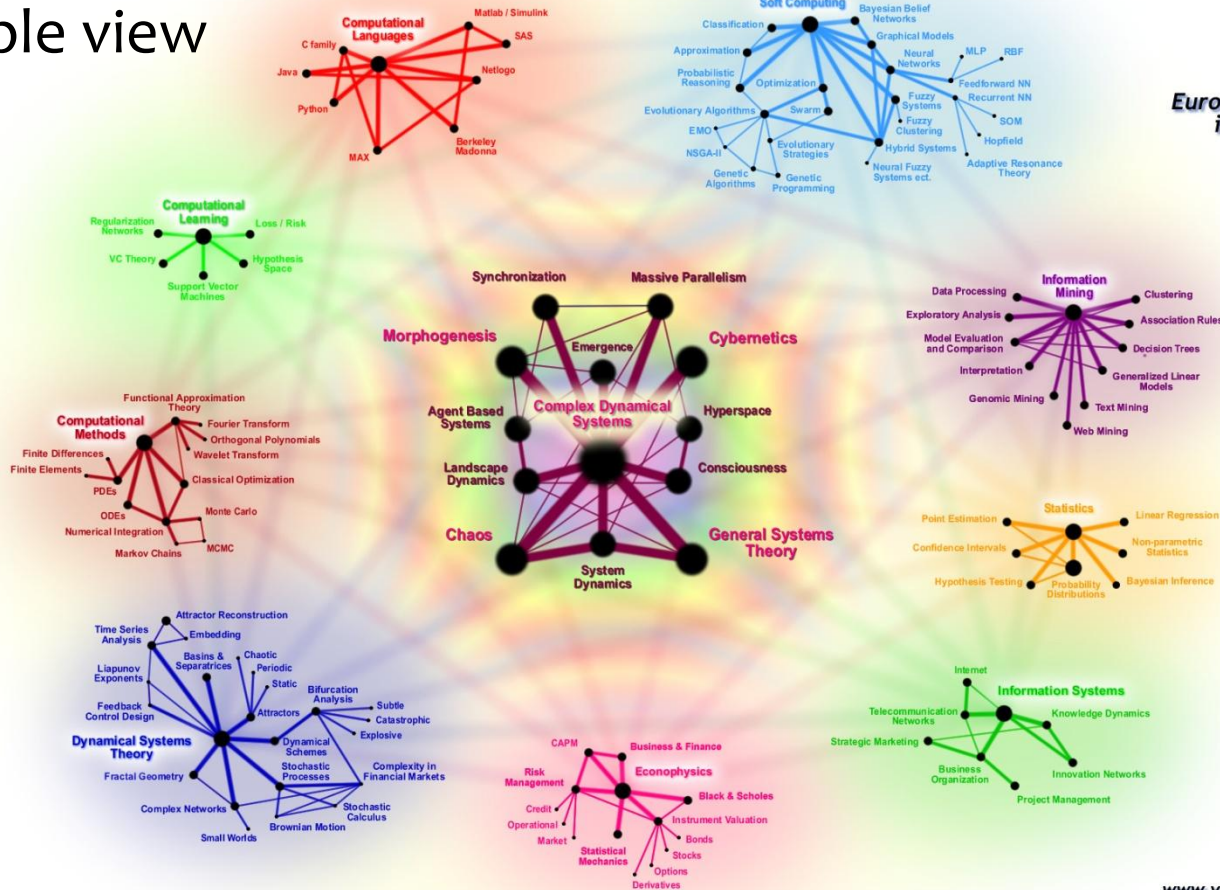 ple view
Computational
Languages
Matlab / Simulink
SAS
C family
Java
Netlogo
Python
MAX
Berkeley
Madonna
Soft Computing
Classification
Bayesian Belief
Networks
Graphical Models
Approximation
Neural
Networks
MLP
RBF
Probabilistic
Reasoning
Optimization
Feedforward NN
Recurrent NN
Evolutionary Algorithms
Swarm
Fuzzy
Systems
Fuzzy
Clustering
SOM
EMO
NSGA-II
Evolutionary
Strategies
Hybrid Systems
Hopfield
Genetic
Algorithms
Genetic
Programming
Neural Fuzzy
Systems ect.
Adaptive Resonance
Theory
Euro
i
Computational
Learning
Regularization
Networks
Loss / Risk
VC Theory
Hypothesis
Space
Support Vector
Machines
Synchronization
Massive Parallelism
Morphogenesis
Cybernetics
Emergence
Complex Dynamical
Systems
Agent Based
Systems
Hyperspace
Landscape
Dynamics
Consciousness
Chaos
General Systems
Theory
System
Dynamics
Information
Mining
Data Processing
Clustering
Exploratory Analysis
Association Rules
Model Evaluation
and Comparison
Decision Trees
Interpretation
Generalized Linear
Models
Genomic Mining
Text Mining
Web Mining
Functional Approximation
Theory
Computational
Methods
Fourier Transform
Orthogonal Polynomials
Wavelet Transform
Finite Differences
Finite Elements
PDEs
Classical Optimization
ODEs
Monte Carlo
Numerical Integration
Markov Chains
MCMC
Statistics
Point Estimation
Linear Regression
Confidence Intervals
Non-parametric
Statistics
Hypothesis Testing
Probability
Distributions
Bayesian Inference
Attractor Reconstruction
Time Series
Analysis
Embedding
Basins &
Separatrices
Chaotic
Periodic
Static
Liapunov
Exponents
Feedback
Control Design
Attractors
Bifurcation
Analysis
Subtle
Catastrophic
Explosive
Dynamical Systems
Theory
Dynamical
Schemes
Fractal Geometry
Stochastic
Processes
Complexity in
Financial Markets
Complex Networks
Stochastic
Calculus
Small Worlds
Brownian Motion
CAPM
Business & Finance
Risk
Management
Econophysics
Black & Scholes
Credit
Operational
Market
Instrument Valuation
Statistical
Mechanics
Bonds
Stocks
Options
Derivatives
Internet
Information Systems
Telecommunication
Networks
Knowledge Dynamics
Strategic Marketing
Business
Organization
Innovation Networks
Project Management